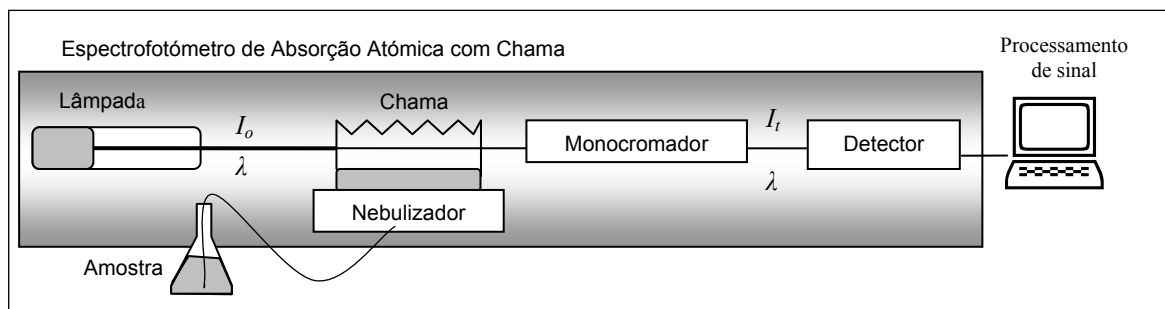 Espectrofotómetro de Absorção Atómica com Chama
Processamento
de sinal
Lâmpada
Chama
I_o
λ
Monocromador
I_t
λ
Detector
Nebulizador
Amostra